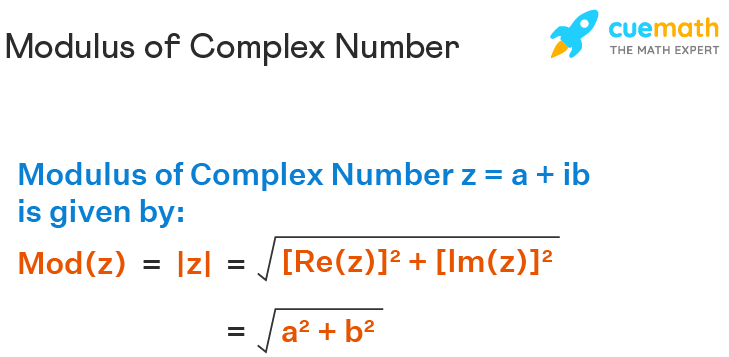 Modulus of Complex Number
cuemath
THE MATH EXPERT
Modulus of Complex Number z = a + ib
is given by:
Mod(z) = |z| = √[Re(z)]² + [Im(z)]²
= √a² + b²